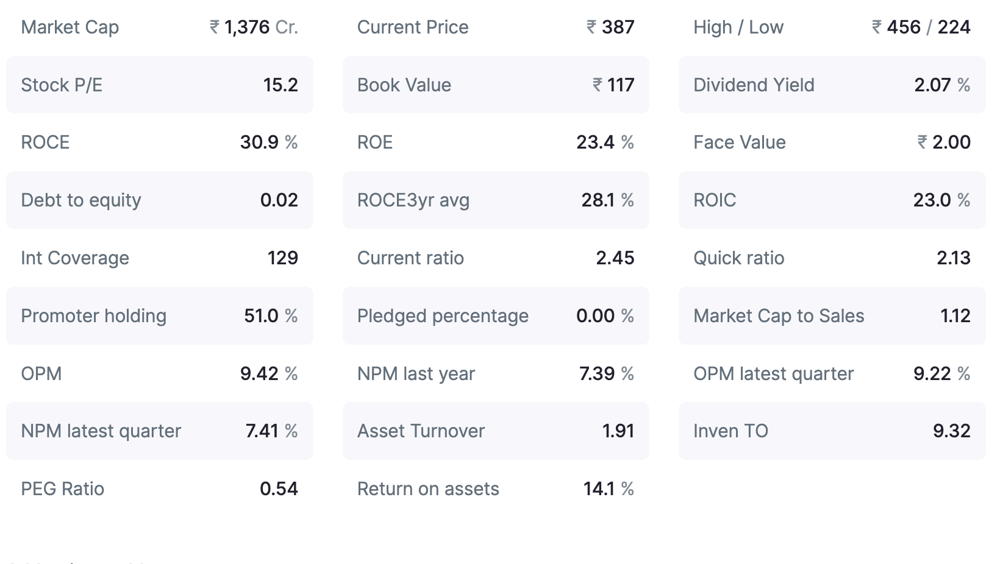 Market Cap ₹ 1,376 Cr. Current Price ₹ 387 High / Low ₹ 456 / 224
Stock P/E 15.2 Book Value ₹ 117 Dividend Yield 2.07 %
ROCE 30.9 % ROE 23.4 % Face Value ₹ 2.00
Debt to equity 0.02 ROCE3yr avg 28.1 % ROIC 23.0 %
Int Coverage 129 Current ratio 2.45 Quick ratio 2.13
Promoter holding 51.0 % Pledged percentage 0.00 % Market Cap to Sales 1.12
OPM 9.42 % NPM last year 7.39 % OPM latest quarter 9.22 %
NPM latest quarter 7.41 % Asset Turnover 1.91 Inven TO 9.32
PEG Ratio 0.54 Return on assets 14.1 %